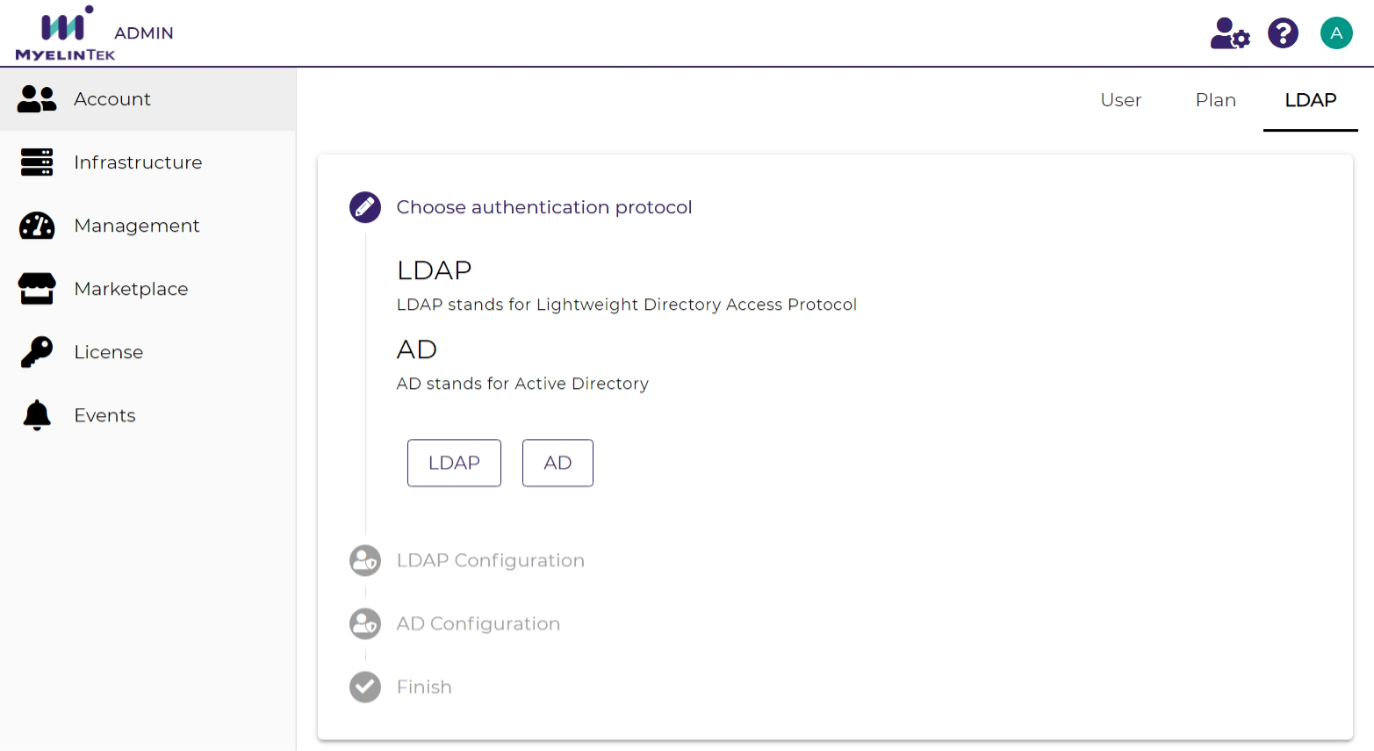 ADMIN
MYELINTEK
A
Account
Infrastructure
Management
Marketplace
License
Events
User
Plan
LDAP
Choose authentication protocol
LDAP
LDAP stands for Lightweight Directory Access Protocol
AD
AD stands for Active Directory
LDAP
AD
LDAP Configuration
AD Configuration
Finish